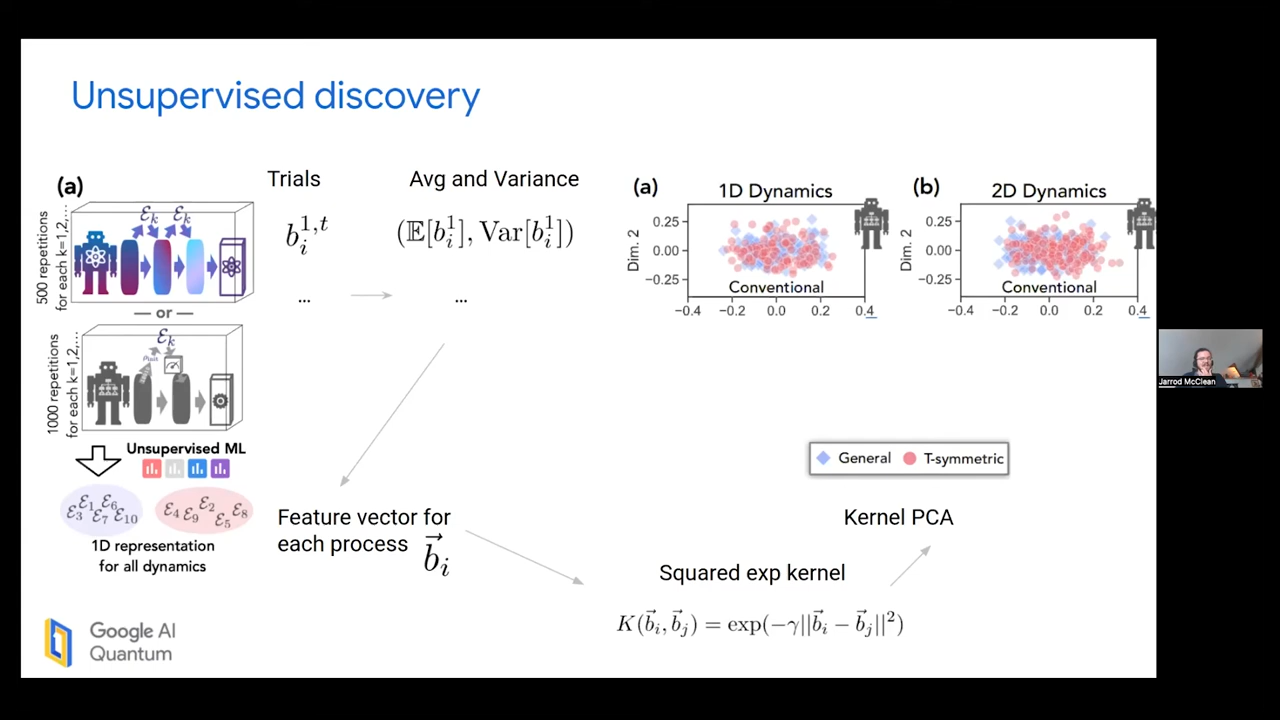 Unsupervised discovery
(a)
500 repetitions
for each k=1,2,...
ℰk ℰk
— or —
1000 repetitions
for each k=1,2,...
ℰk
Unsupervised ML
ℰ3 ℰ1 ℰ6 ℰ7 ℰ10
ℰ4 ℰ9 ℰ2 ℰ5 ℰ8
1D representation
for all dynamics
Trials
b_i^{1,t}
...
Avg and Variance
(𝔼[b_i^1], Var[b_i^1])
...
Feature vector for
each process b⃗_i
Squared exp kernel
K(b⃗_i, b⃗_j) = exp(−γ||b⃗_i − b⃗_j||²)
Kernel PCA
(a)
1D Dynamics
Dim. 2
0.25
0.00
−0.25
Conventional
−0.4 −0.2 0.0 0.2 0.4
(b)
2D Dynamics
Dim. 2
0.25
0.00
−0.25
Conventional
−0.4 −0.2 0.0 0.2 0.4
General T-symmetric
Google AI
Quantum
Jarrod McClean